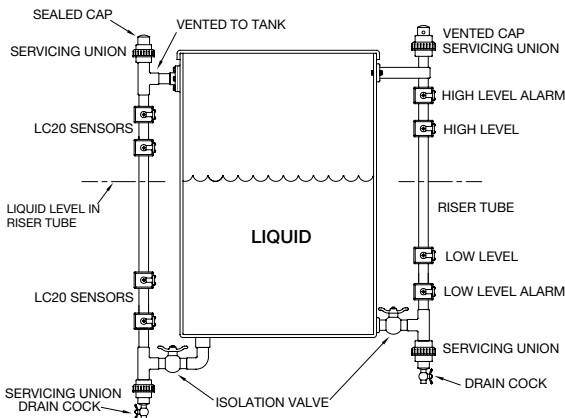 SEALED CAP
VENTED TO TANK
SERVICING UNION
VENTED CAP
SERVICING UNION
HIGH LEVEL ALARM
LC20 SENSORS
HIGH LEVEL
LIQUID LEVEL IN
RISER TUBE
RISER TUBE
LIQUID
LOW LEVEL
LC20 SENSORS
LOW LEVEL ALARM
SERVICING UNION
SERVICING UNION
DRAIN COCK
ISOLATION VALVE
DRAIN COCK